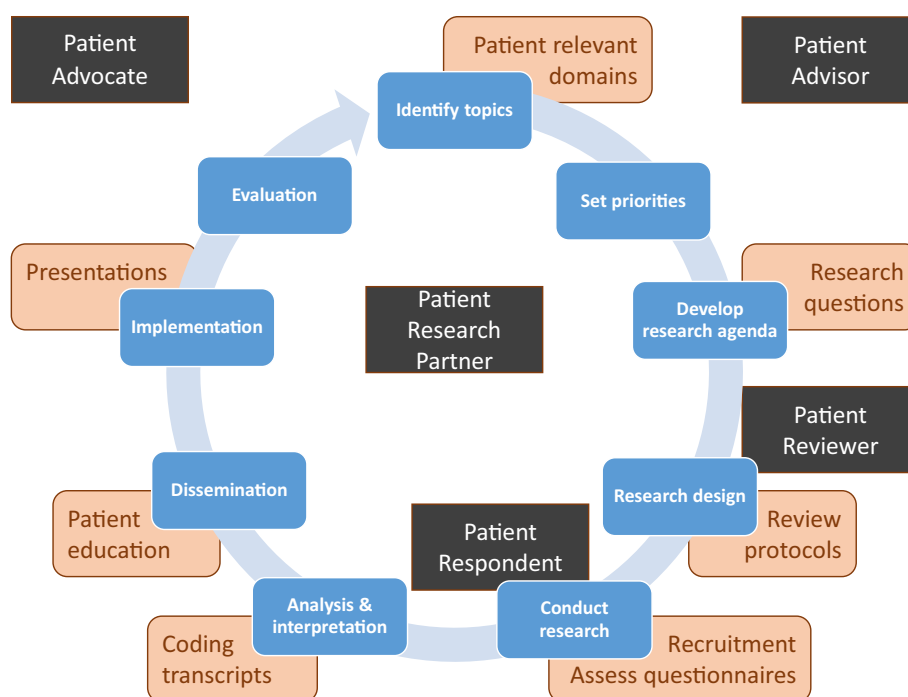 Patient
Advocate
Patient relevant
domains
Patient
Advisor
Identify topics
Evaluation
Set priorities
Presentations
Research
questions
Implementation
Patient
Research
Partner
Develop
research agenda
Patient
Reviewer
Dissemination
Research design
Patient
education
Patient
Respondent
Review
protocols
Analysis &
interpretation
Conduct
research
Coding
transcripts
Recruitment
Assess questionnaires